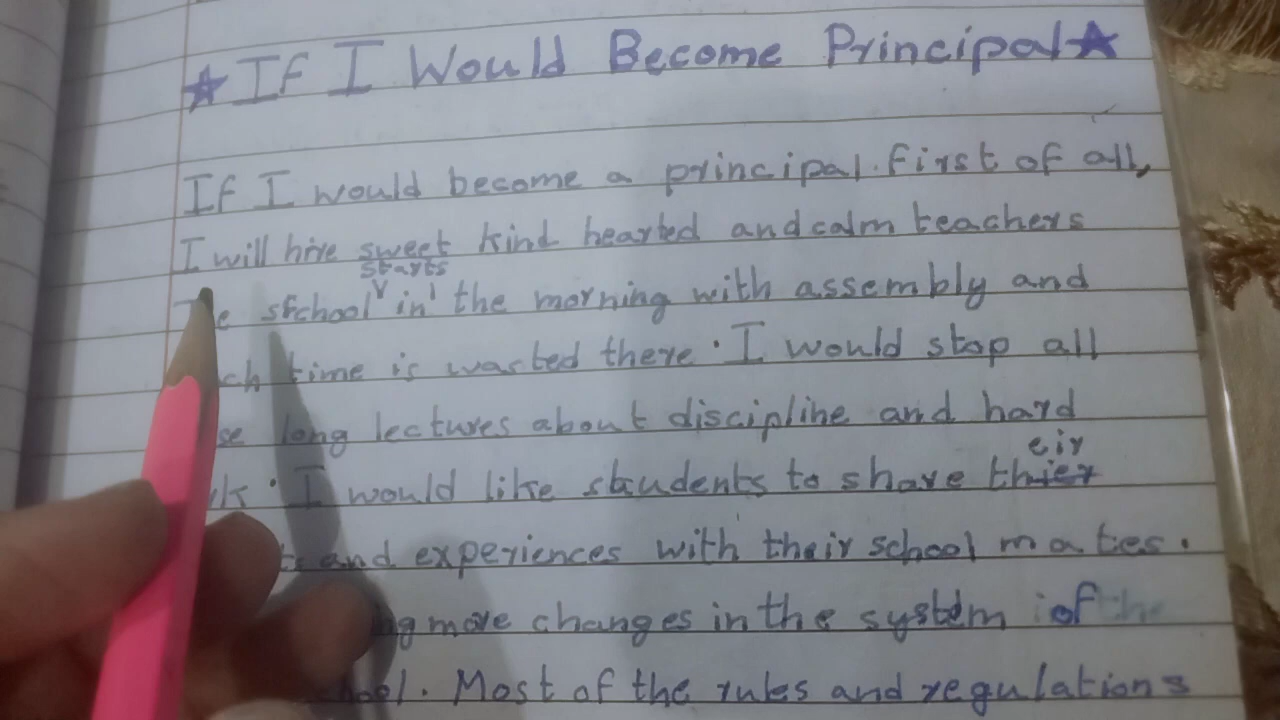 ☆ If I Would Become Principal ☆
If I would become a principal. First of all,
I will hire sweet kind hearted and calm teachers
school starts in the morning with assembly and
time is wasted there. I would stop all
long lectures about discipline and hard
I would like students to share their
and experiences with their school mates.
more changes in the system of the
Most of the rules and regulations